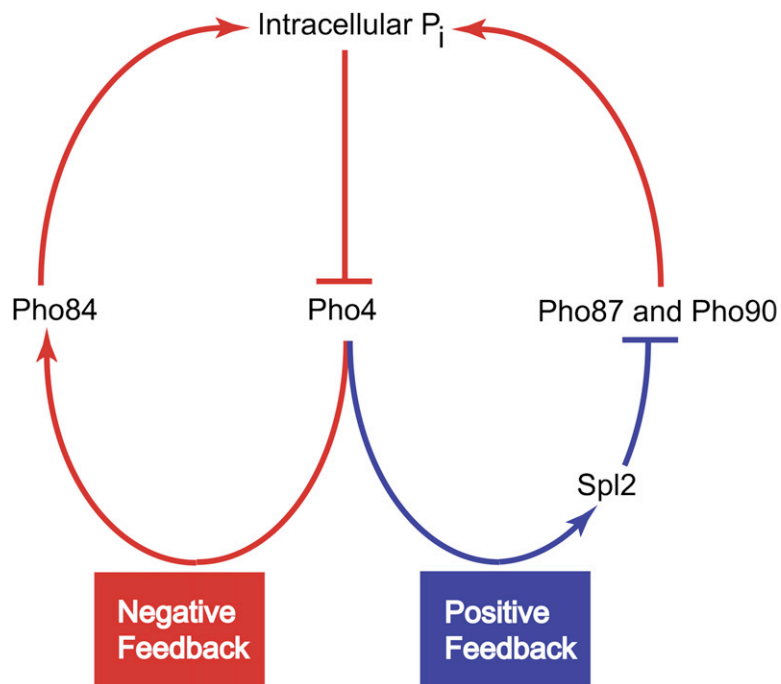 Intracellular Pi
Pho84
Pho4
Pho87 and Pho90
Spl2
Negative
Feedback
Positive
Feedback